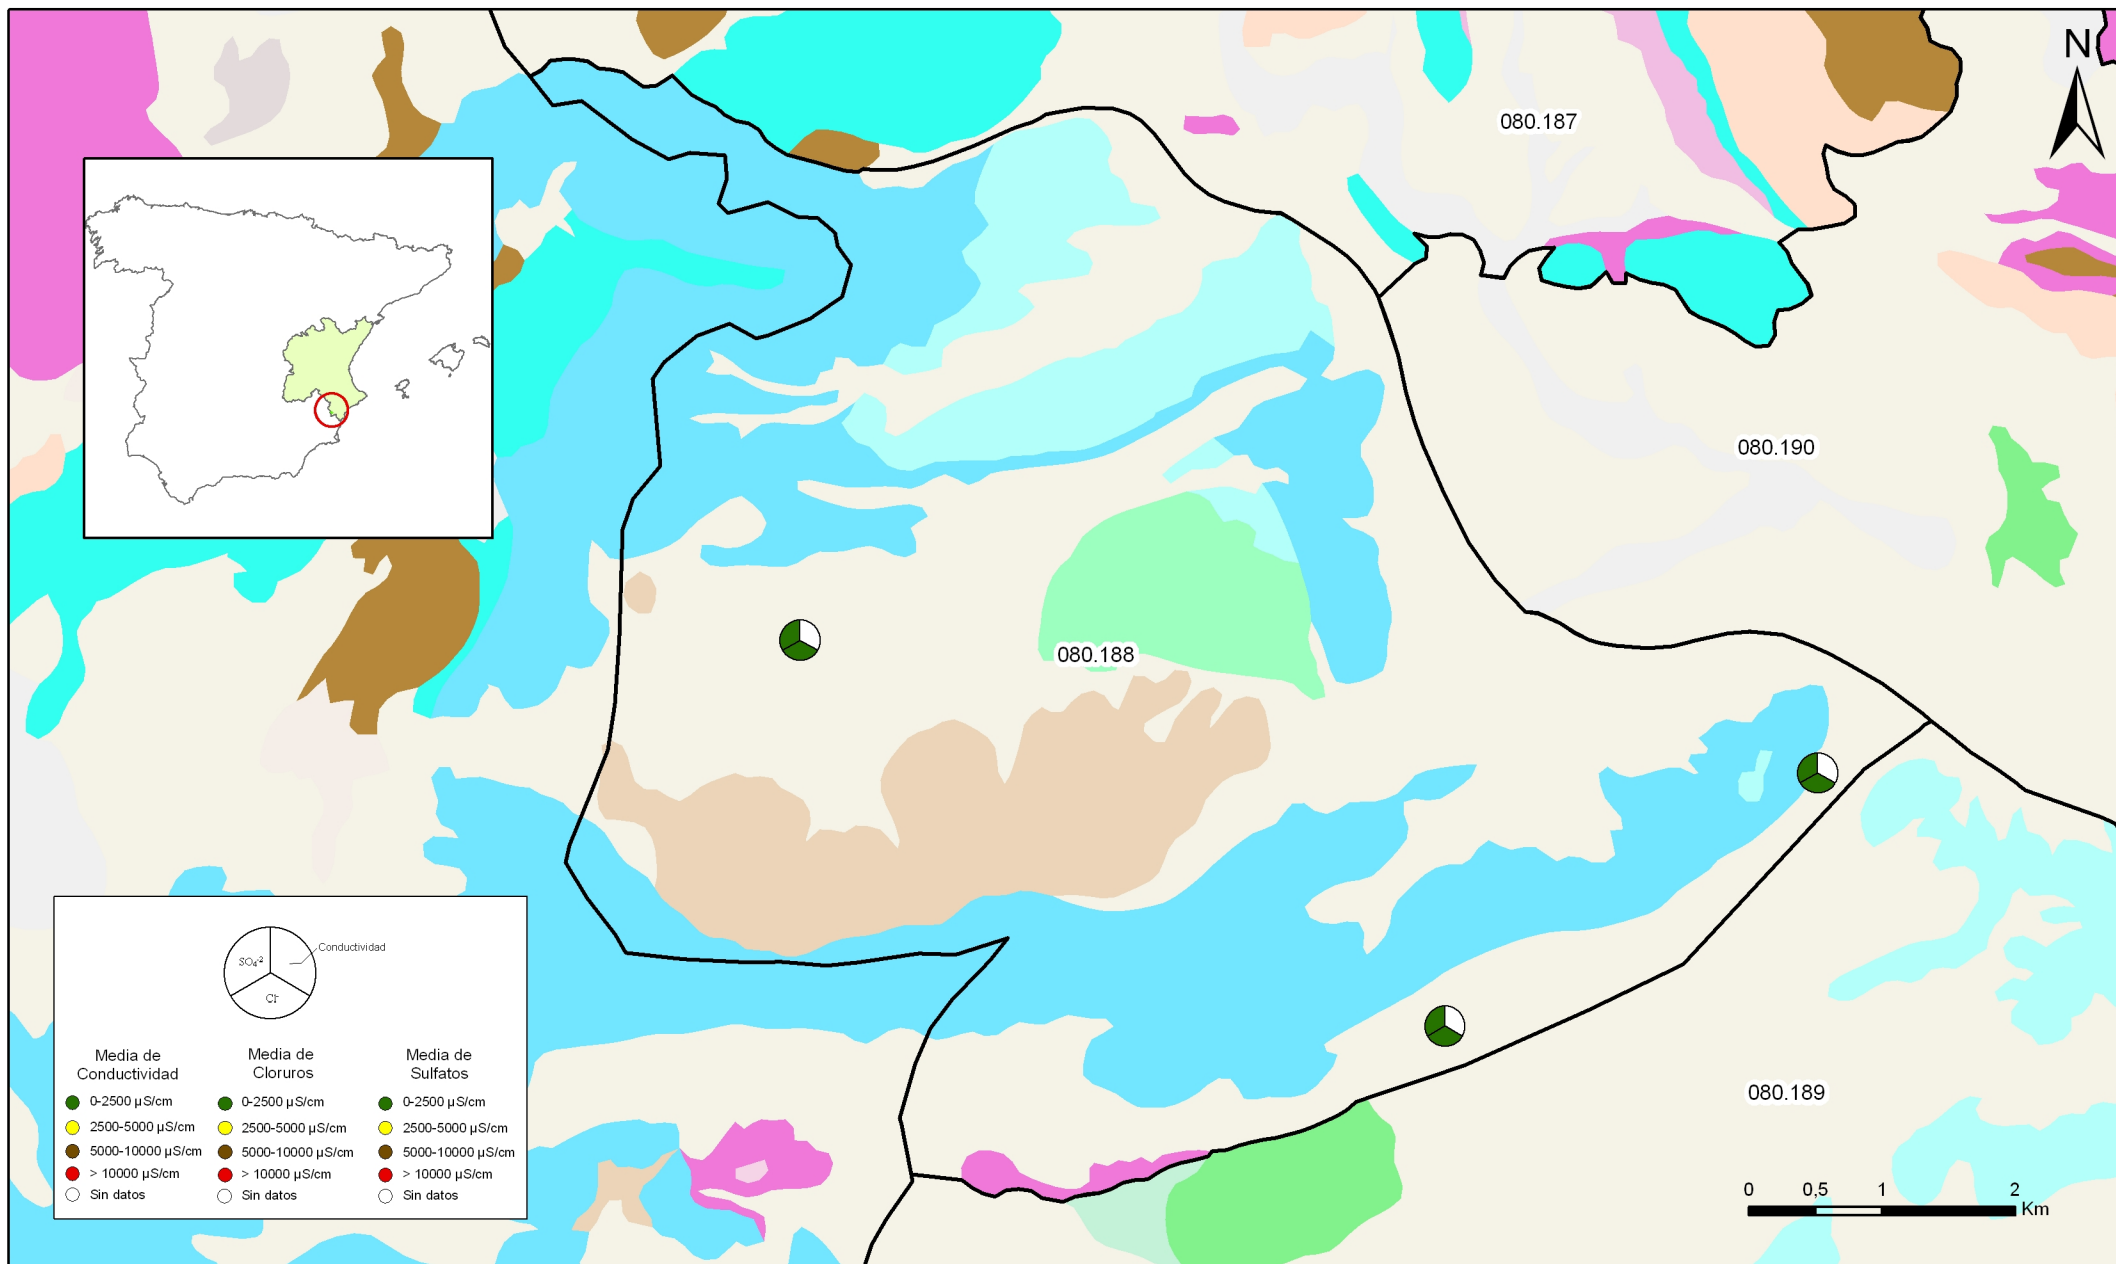 N
080.187
080.190
080.188
080.189
Conductividad
SO₄⁻²
Cl⁻
Media de
Conductividad
0-2500 µS/cm
2500-5000 µS/cm
5000-10000 µS/cm
> 10000 µS/cm
Sin datos
Media de
Cloruros
0-2500 µS/cm
2500-5000 µS/cm
5000-10000 µS/cm
> 10000 µS/cm
Sin datos
Media de
Sulfatos
0-2500 µS/cm
2500-5000 µS/cm
5000-10000 µS/cm
> 10000 µS/cm
Sin datos
0 0,5 1 2
Km